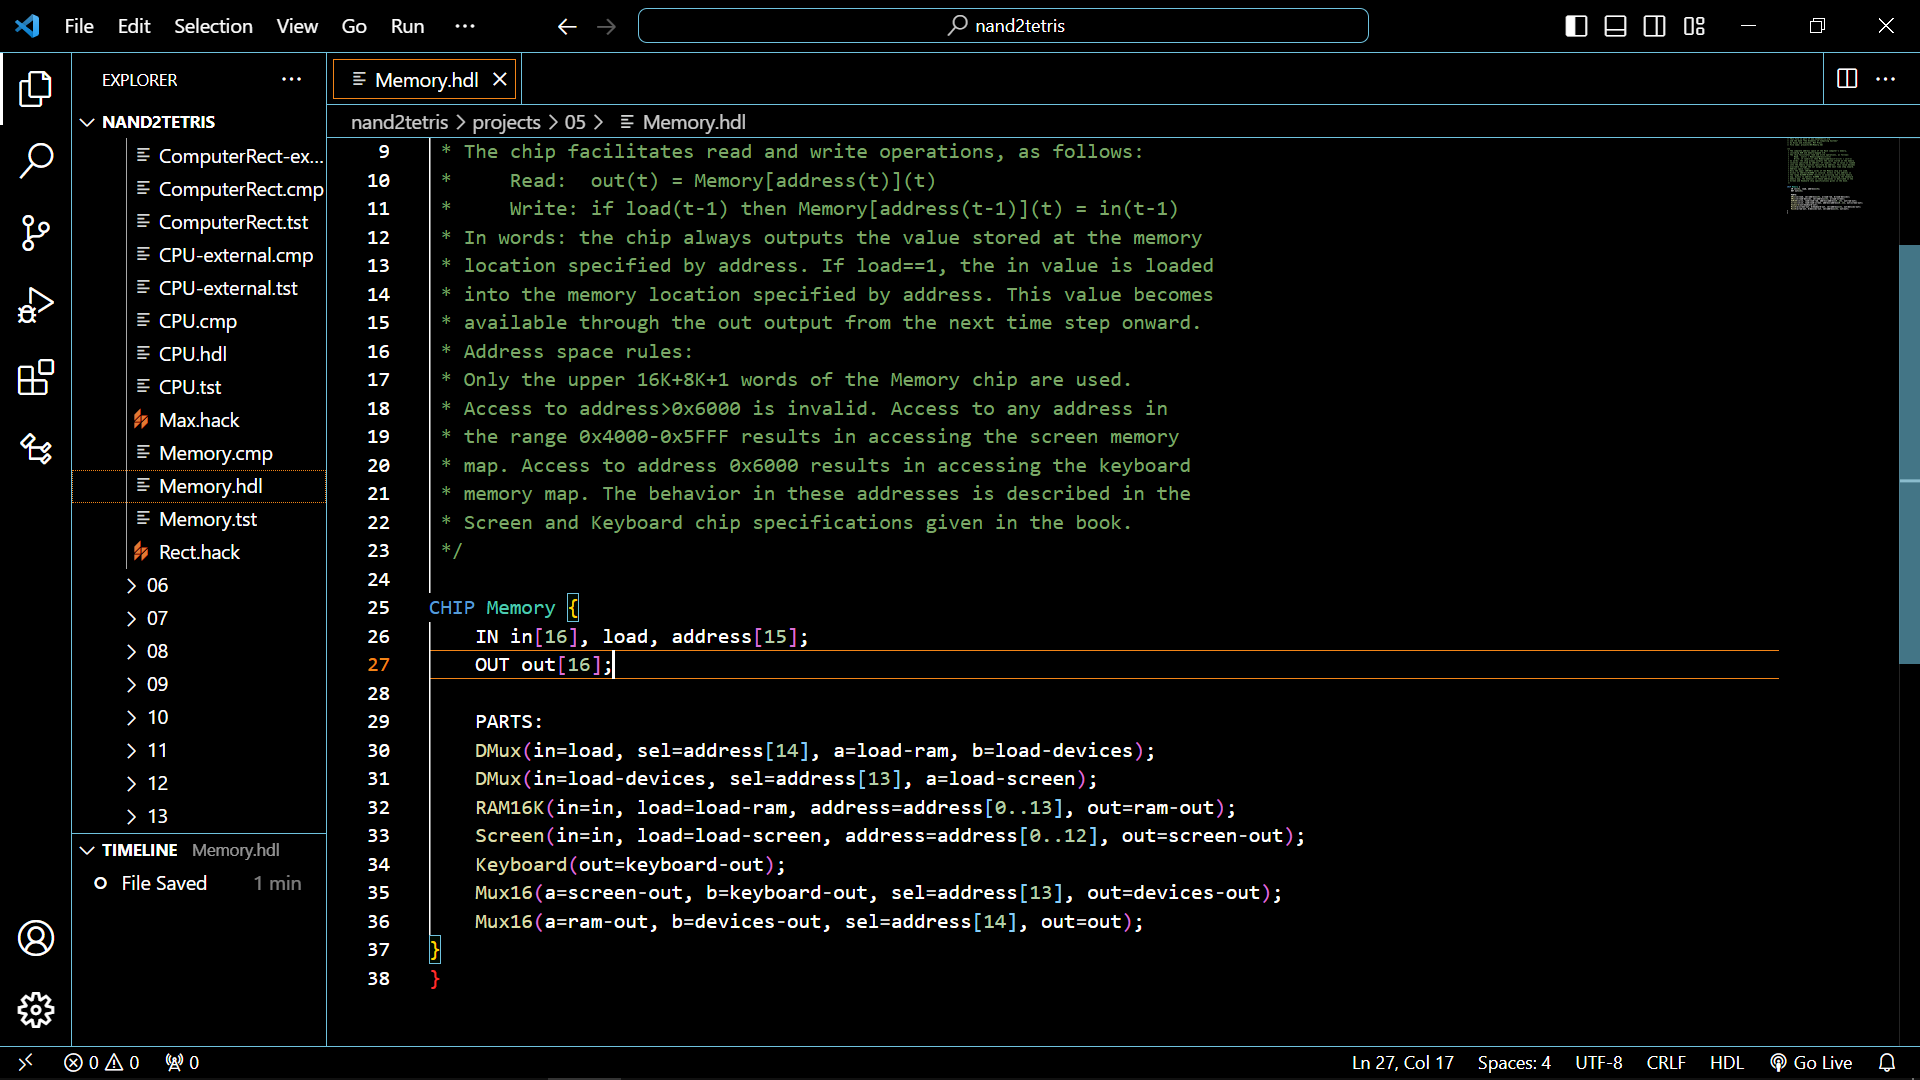 File Edit Selection View Go Run ···
nand2tetris
EXPLORER ···
NAND2TETRIS
ComputerRect-ex...
ComputerRect.cmp
ComputerRect.tst
CPU-external.cmp
CPU-external.tst
CPU.cmp
CPU.hdl
CPU.tst
Max.hack
Memory.cmp
Memory.hdl
Memory.tst
Rect.hack
06
07
08
09
10
11
12
13
TIMELINE Memory.hdl
File Saved 1 min
Memory.hdl
nand2tetris > projects > 05 > Memory.hdl
9 * The chip facilitates read and write operations, as follows:
10 *     Read:  out(t) = Memory[address(t)](t)
11 *     Write: if load(t-1) then Memory[address(t-1)](t) = in(t-1)
12 * In words: the chip always outputs the value stored at the memory
13 * location specified by address. If load==1, the in value is loaded
14 * into the memory location specified by address. This value becomes
15 * available through the out output from the next time step onward.
16 * Address space rules:
17 * Only the upper 16K+8K+1 words of the Memory chip are used.
18 * Access to address>0x6000 is invalid. Access to any address in
19 * the range 0x4000-0x5FFF results in accessing the screen memory
20 * map. Access to address 0x6000 results in accessing the keyboard
21 * memory map. The behavior in these addresses is described in the
22 * Screen and Keyboard chip specifications given in the book.
23 */
24
25 CHIP Memory {
26     IN in[16], load, address[15];
27     OUT out[16];
28
29     PARTS:
30     DMux(in=load, sel=address[14], a=load-ram, b=load-devices);
31     DMux(in=load-devices, sel=address[13], a=load-screen);
32     RAM16K(in=in, load=load-ram, address=address[0..13], out=ram-out);
33     Screen(in=in, load=load-screen, address=address[0..12], out=screen-out);
34     Keyboard(out=keyboard-out);
35     Mux16(a=screen-out, b=keyboard-out, sel=address[13], out=devices-out);
36     Mux16(a=ram-out, b=devices-out, sel=address[14], out=out);
37 }
38 }
0 0 0 Ln 27, Col 17 Spaces: 4 UTF-8 CRLF HDL Go Live